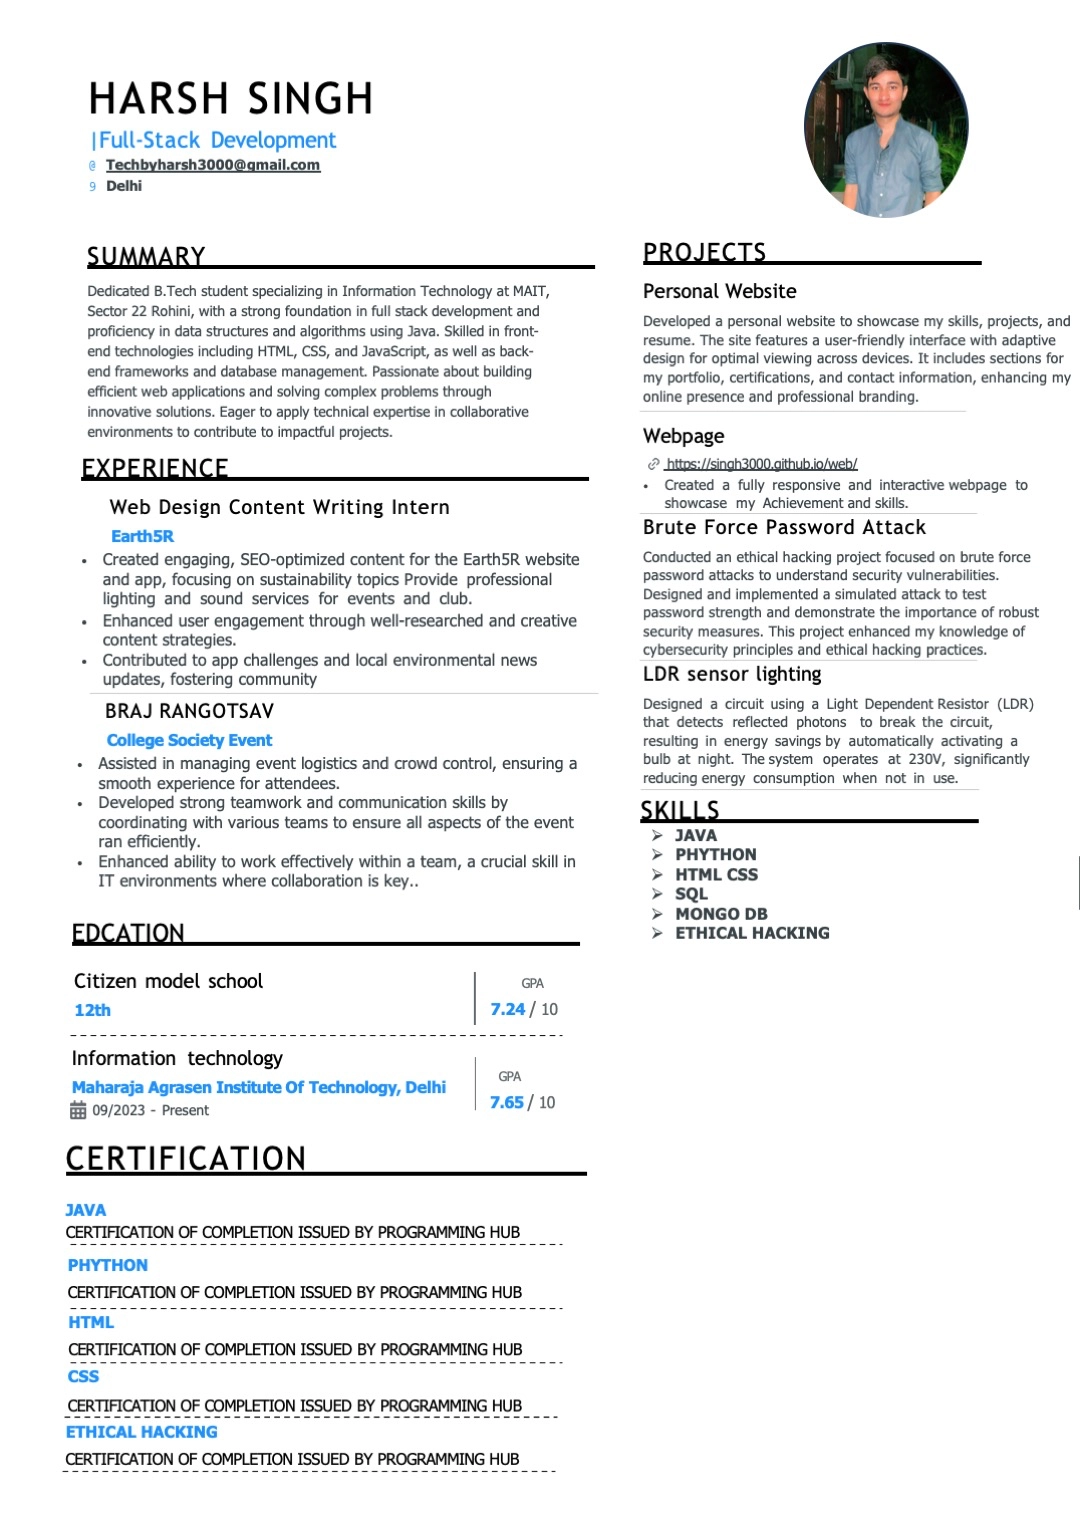 HARSH SINGH
|Full-Stack Development
@ Techbyharsh3000@gmail.com
9 Delhi
SUMMARY
Dedicated B.Tech student specializing in Information Technology at MAIT,
Sector 22 Rohini, with a strong foundation in full stack development and
proficiency in data structures and algorithms using Java. Skilled in front-
end technologies including HTML, CSS, and JavaScript, as well as back-
end frameworks and database management. Passionate about building
efficient web applications and solving complex problems through
innovative solutions. Eager to apply technical expertise in collaborative
environments to contribute to impactful projects.
EXPERIENCE
Web Design Content Writing Intern
Earth5R
• Created engaging, SEO-optimized content for the Earth5R website
and app, focusing on sustainability topics Provide professional
lighting and sound services for events and club.
• Enhanced user engagement through well-researched and creative
content strategies.
• Contributed to app challenges and local environmental news
updates, fostering community
BRAJ RANGOTSAV
College Society Event
• Assisted in managing event logistics and crowd control, ensuring a
smooth experience for attendees.
• Developed strong teamwork and communication skills by
coordinating with various teams to ensure all aspects of the event
ran efficiently.
• Enhanced ability to work effectively within a team, a crucial skill in
IT environments where collaboration is key..
EDCATION
Citizen model school
12th
GPA
7.24 / 10
Information technology
Maharaja Agrasen Institute Of Technology, Delhi
09/2023 - Present
GPA
7.65 / 10
CERTIFICATION
JAVA
CERTIFICATION OF COMPLETION ISSUED BY PROGRAMMING HUB
PHYTHON
CERTIFICATION OF COMPLETION ISSUED BY PROGRAMMING HUB
HTML
CERTIFICATION OF COMPLETION ISSUED BY PROGRAMMING HUB
CSS
CERTIFICATION OF COMPLETION ISSUED BY PROGRAMMING HUB
ETHICAL HACKING
CERTIFICATION OF COMPLETION ISSUED BY PROGRAMMING HUB
PROJECTS
Personal Website
Developed a personal website to showcase my skills, projects, and
resume. The site features a user-friendly interface with adaptive
design for optimal viewing across devices. It includes sections for
my portfolio, certifications, and contact information, enhancing my
online presence and professional branding.
Webpage
https://singh3000.github.io/web/
• Created a fully responsive and interactive webpage to
showcase my Achievement and skills.
Brute Force Password Attack
Conducted an ethical hacking project focused on brute force
password attacks to understand security vulnerabilities.
Designed and implemented a simulated attack to test
password strength and demonstrate the importance of robust
security measures. This project enhanced my knowledge of
cybersecurity principles and ethical hacking practices.
LDR sensor lighting
Designed a circuit using a Light Dependent Resistor (LDR)
that detects reflected photons to break the circuit,
resulting in energy savings by automatically activating a
bulb at night. The system operates at 230V, significantly
reducing energy consumption when not in use.
SKILLS
➢ JAVA
➢ PHYTHON
➢ HTML CSS
➢ SQL
➢ MONGO DB
➢ ETHICAL HACKING